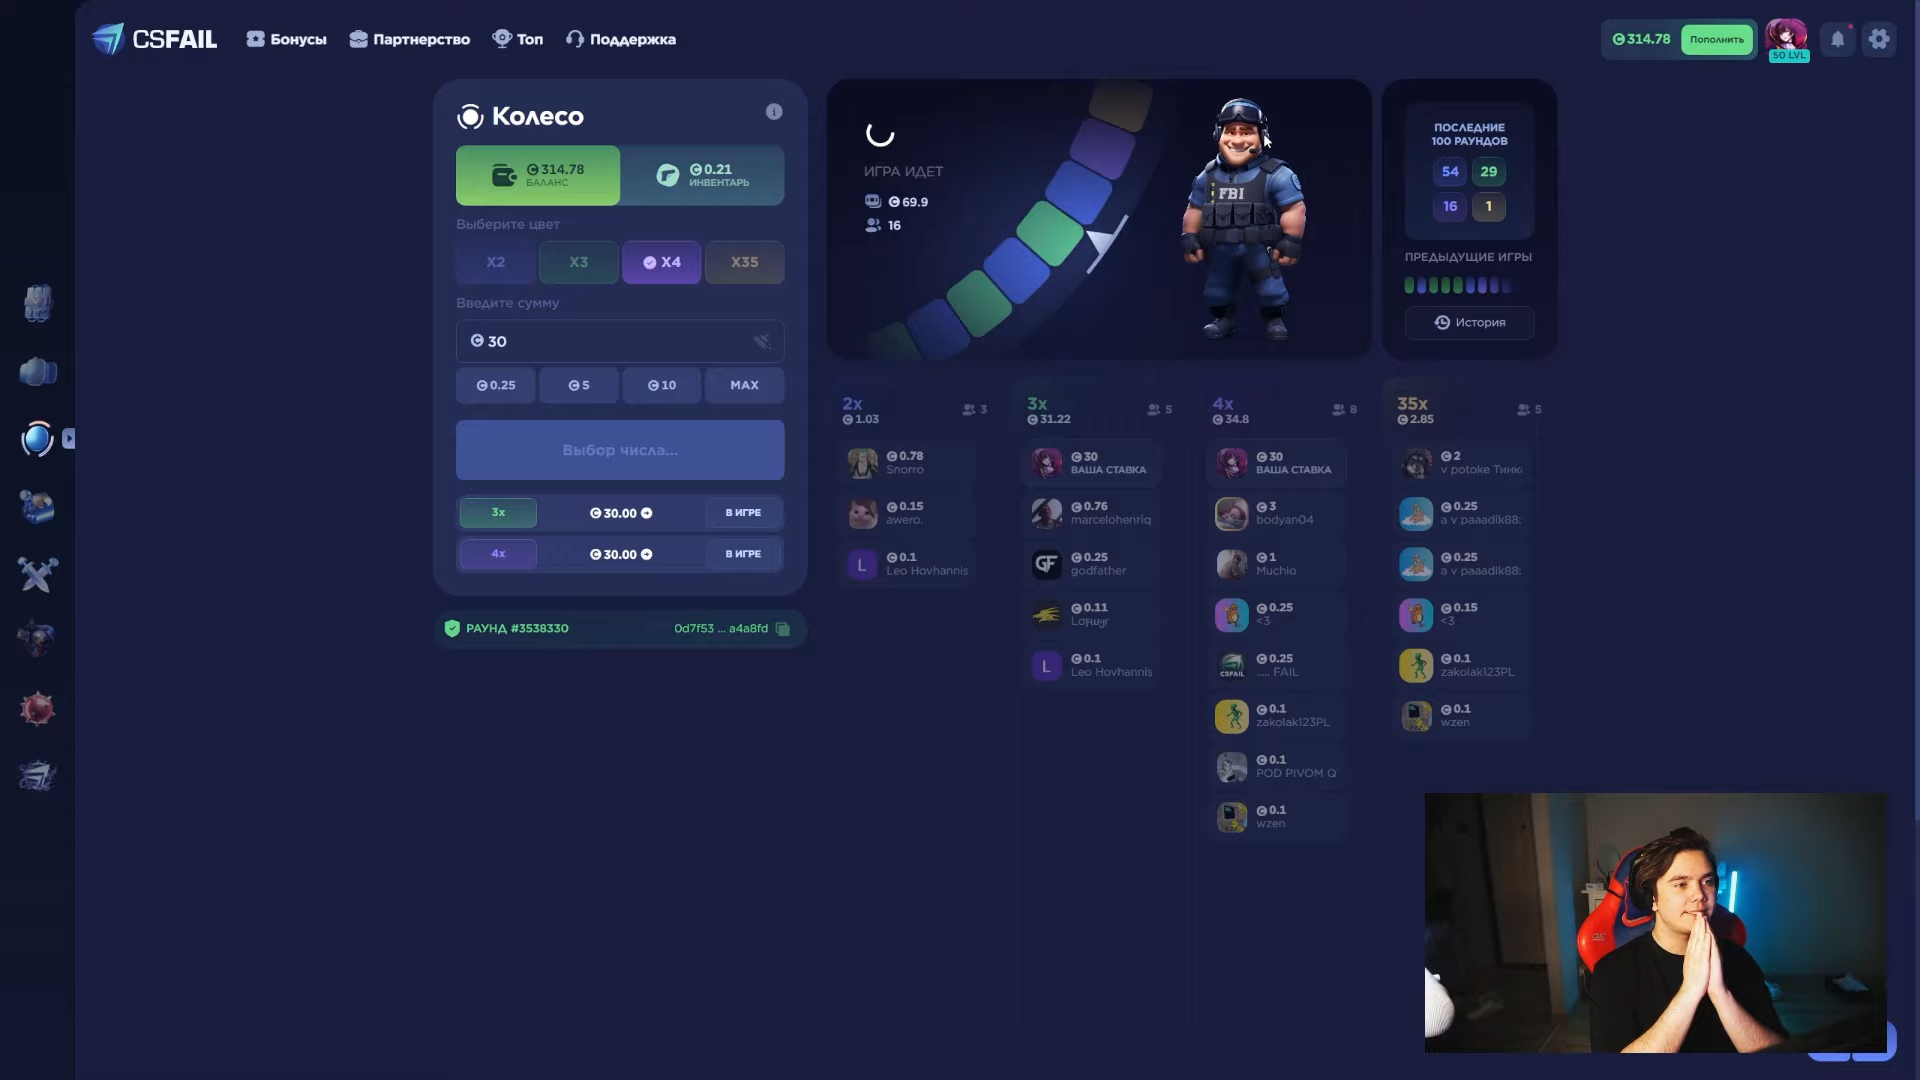 CSFAIL
Бонусы
Партнерство
Топ
Поддержка
314.78
Пополнить
50 LVL
Колесо
314.78
БАЛАНС
0.21
ИНВЕНТАРЬ
Выберите цвет
X2
X3
X4
X35
Введите сумму
30
0.25
5
10
MAX
Выбор числа...
3x
30.00
В ИГРЕ
4x
30.00
В ИГРЕ
РАУНД #3538330
0d7f53 ... a4a8fd
ИГРА ИДЕТ
69.9
16
FBI
ПОСЛЕДНИЕ
100 РАУНДОВ
54
29
16
1
ПРЕДЫДУЩИЕ ИГРЫ
История
2x
1.03
3
0.78
Snorro
0.15
awero.
L
0.1
Leo Hovhannis
3x
31.22
5
30
ВАША СТАВКА
0.76
marcelohenriq
GF
0.25
godfather
0.11
L
0.1
Leo Hovhannis
4x
34.8
8
30
ВАША СТАВКА
3
bodyan04
1
Muchio
0.25
<3
CSFAIL
0.25
..... FAIL
0.1
zakolak123PL
0.1
POD PIVOM Q
0.1
wzen
35x
2.85
5
2
v potoke Тинк
0.25
a v paaadlk88:
0.25
a v paaadlk88:
0.15
<3
0.1
zakolak123PL
0.1
wzen